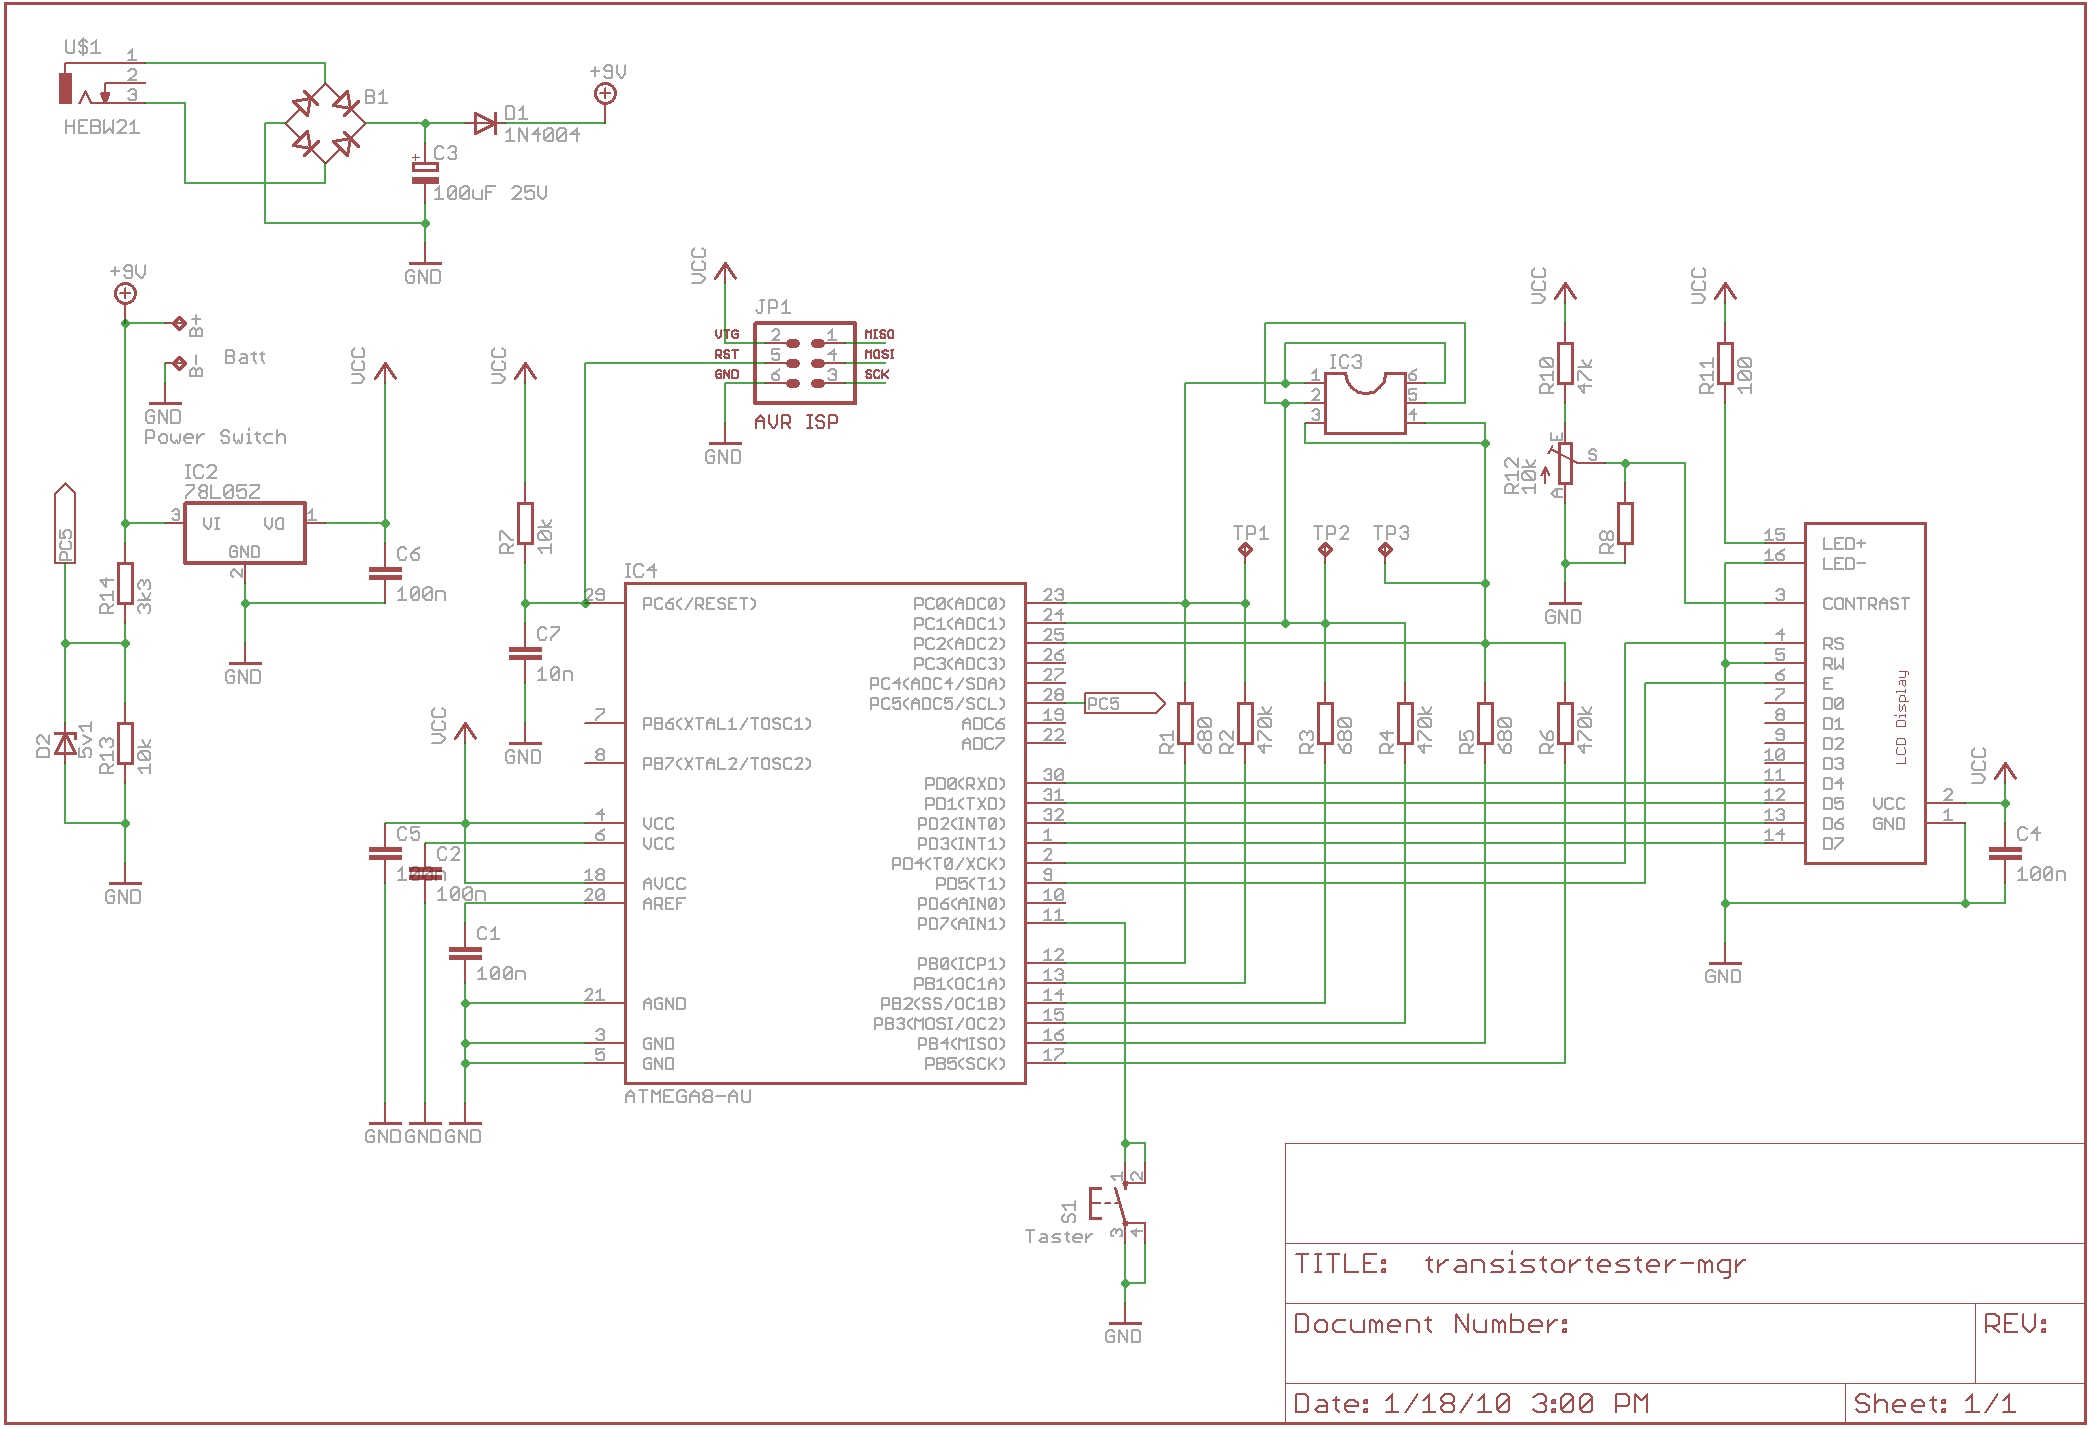 U$1
1
2
3
HEBW21
B1
D1
1N4004
+9V
+
C3
100uF 25V
GND
+9V
B+
B-
Batt
GND
Power Switch
IC2
78L05Z
3 VI VO 1
GND
2
VCC
C6
100n
GND
PC5
R14
3k3
D2
5v1
R13
10k
GND
VCC
R7
10k
C7
10n
GND
VCC
JP1
VTG 2 1 MISO
RST 5 4 MOSI
GND 6 3 SCK
AVR ISP
GND
VCC
C5
100n
C2
100n
C1
100n
GND
GND
GND
IC4
29 PC6(/RESET)
7 PB6(XTAL1/TOSC1)
8 PB7(XTAL2/TOSC2)
4 VCC
6 VCC
18 AVCC
20 AREF
21 AGND
3 GND
5 GND
PC0(ADC0) 23
PC1(ADC1) 24
PC2(ADC2) 25
PC3(ADC3) 26
PC4(ADC4/SDA) 27
PC5(ADC5/SCL) 28
ADC6 19
ADC7 22
PD0(RXD) 30
PD1(TXD) 31
PD2(INT0) 32
PD3(INT1) 1
PD4(T0/XCK) 2
PD5(T1) 9
PD6(AIN0) 10
PD7(AIN1) 11
PB0(ICP1) 12
PB1(OC1A) 13
PB2(SS/OC1B) 14
PB3(MOSI/OC2) 15
PB4(MISO) 16
PB5(SCK) 17
ATMEGA8-AU
PC5
IC3
1 6
2 5
3 4
TP1 TP2 TP3
R1
680
R2
470k
R3
680
R4
470k
R5
680
R6
470k
VCC
R10
47k
R12
10k
E
S
A
R8
GND
VCC
R11
100
15 LED+
16 LED-
3 CONTRAST
4 RS
5 RW
6 E
7 D0
8 D1
9 D2
10 D3
11 D4
12 D5
13 D6
14 D7
LCD Display
VCC 2
GND 1
VCC
C4
100n
GND
1
2
S1
Taster
3
4
GND
TITLE: transistortester-mgr
Document Number:
REV:
Date: 1/18/10 3:00 PM
Sheet: 1/1